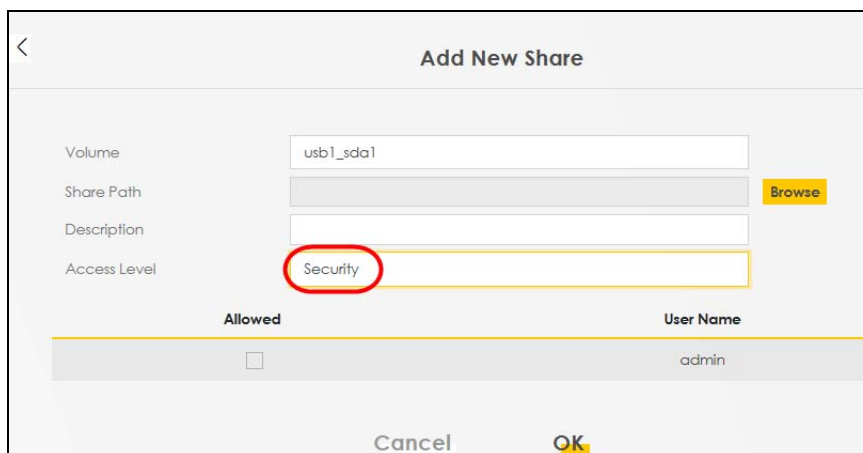 Add New Share
Volume usb1_sda1
Share Path Browse
Description
Access Level Security
Allowed User Name
admin
Cancel OK